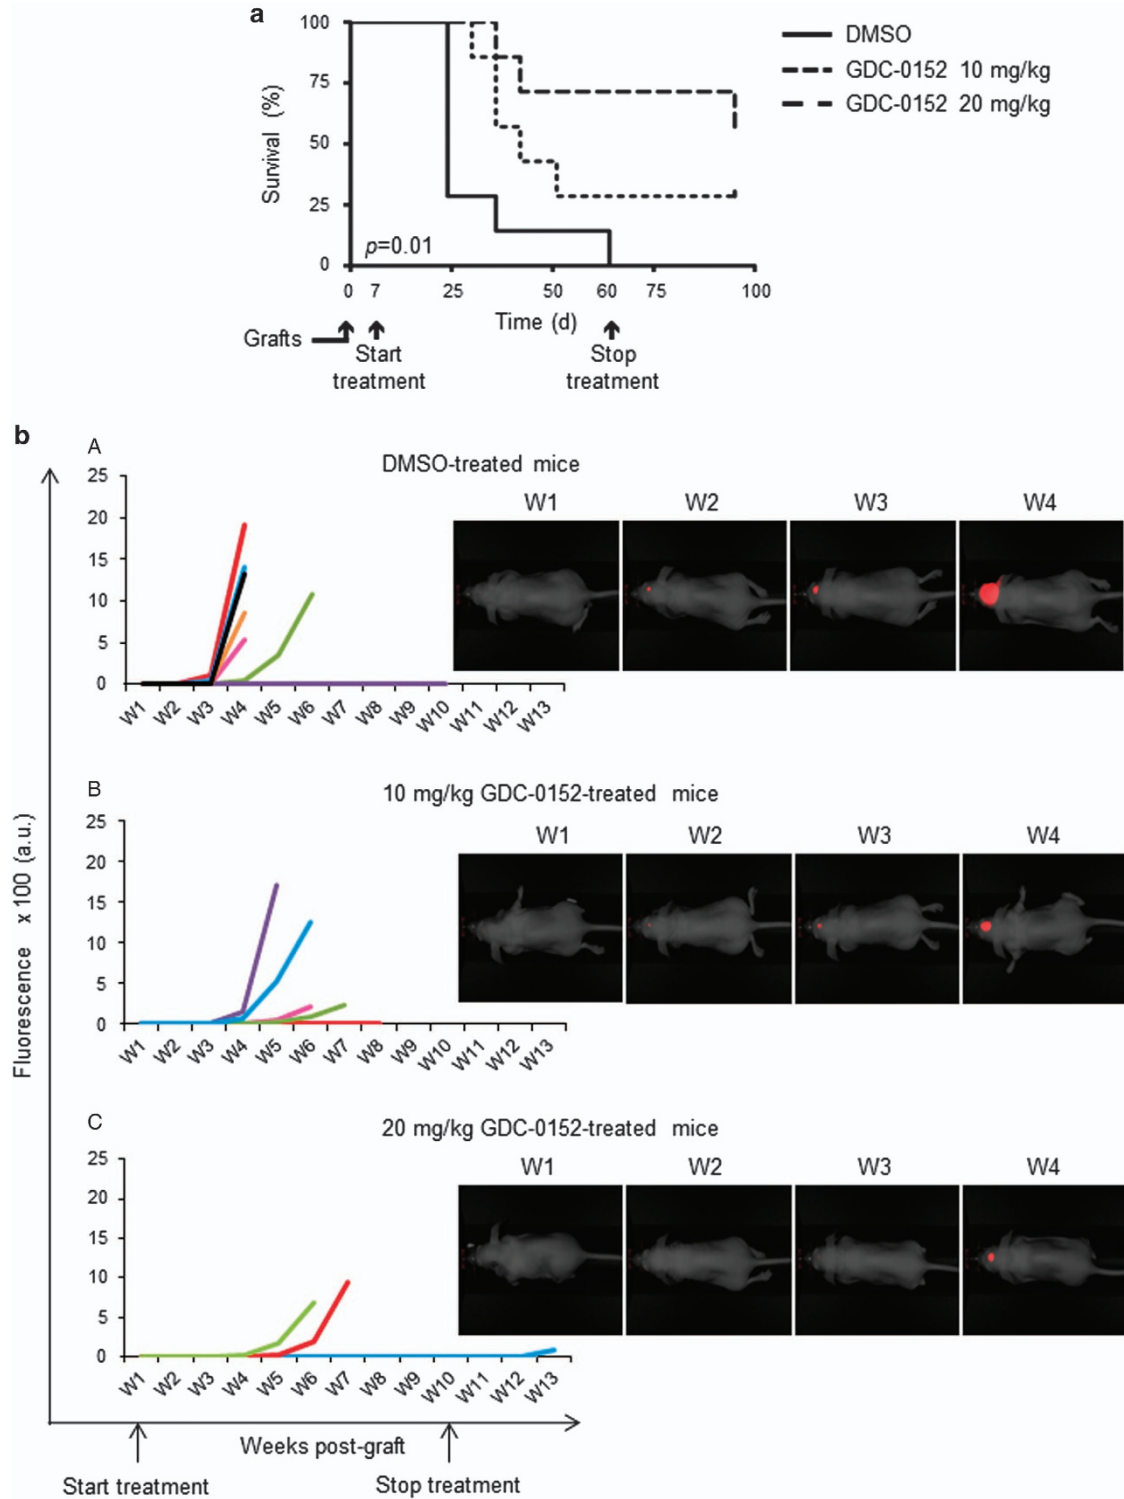 a
100
75
50
25
0
Survival (%)
p=0.01
0 7 25 50 60 75 100
Time (d)
Grafts
Start
treatment
Stop
treatment
DMSO
GDC-0152 10 mg/kg
GDC-0152 20 mg/kg
b
Fluorescence x 100 (a.u.)
A
DMSO-treated mice
W1 W2 W3 W4
25
20
15
10
5
0
W1 W2 W3 W4 W5 W6 W7 W8 W9 W10 W11 W12 W13
B
10 mg/kg GDC-0152-treated mice
W1 W2 W3 W4
25
20
15
10
5
0
W1 W2 W3 W4 W5 W6 W7 W8 W9 W10 W11 W12 W13
C
20 mg/kg GDC-0152-treated mice
W1 W2 W3 W4
25
20
15
10
5
0
W1 W2 W3 W4 W5 W6 W7 W8 W9 W10 W11 W12 W13
Weeks post-graft
Start treatment
Stop treatment